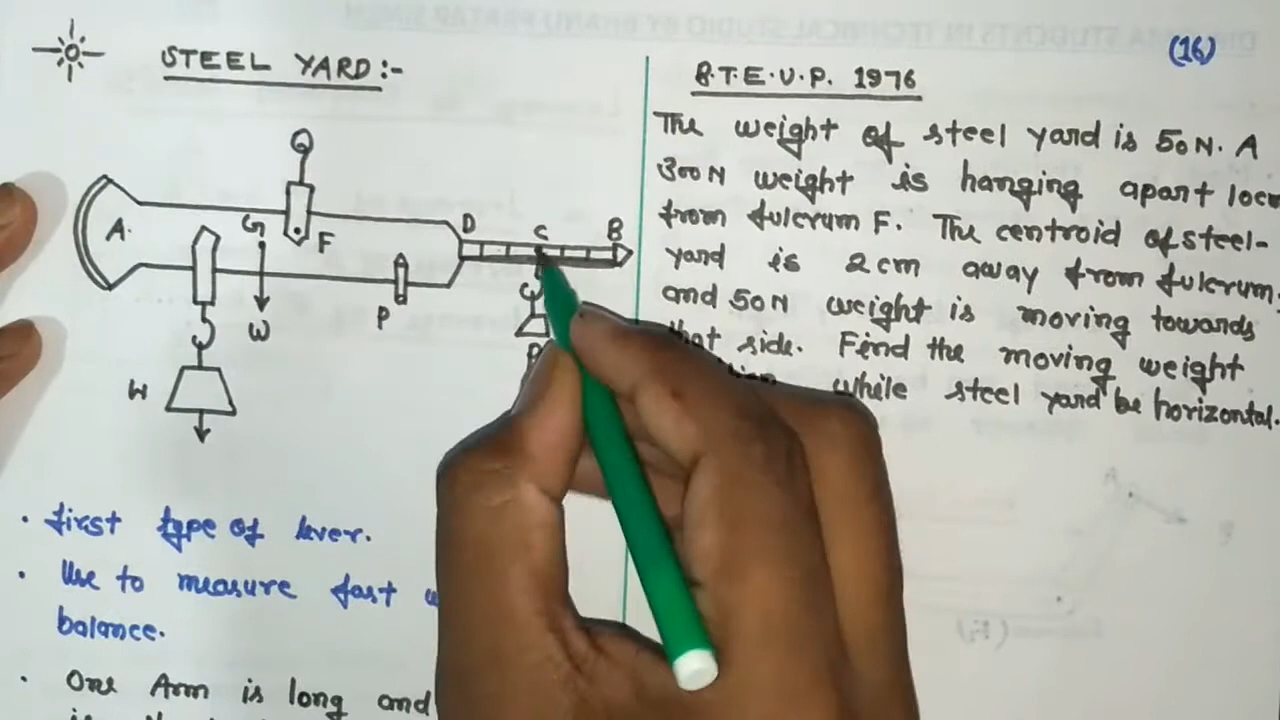 STEEL YARD:-
Q
A
G
F
D
C
B
P
W
W
P
• First type of lever.
• Use to measure fast
balance.
• One Arm is long and
(16)
B.T.E.U.P. 1976
The weight of steel yard is 50N. A
300N weight is hanging apart 10cm
from fulcrum F. The centroid of steel-
yard is 2cm away from fulcrum.
and 50N weight is moving towards
that side. Find the moving weight
while steel yard be horizontal.